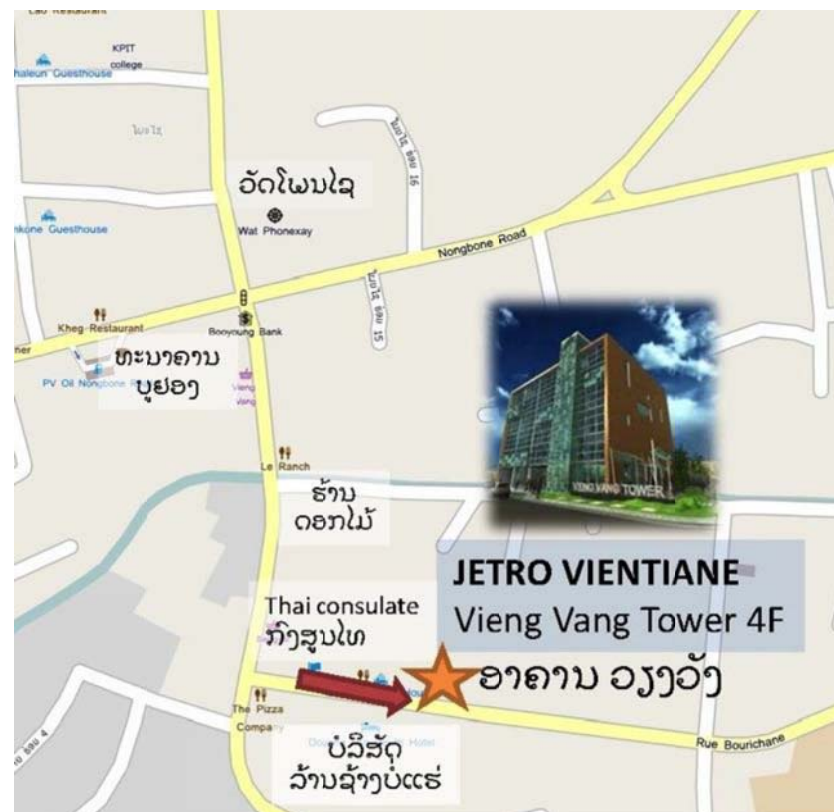 KPIT
college
Guesthouse
ວັດໂພນໄຊ
Wat Phonexay
Guesthouse
Nongbone Road
Kheg Restaurant
Booyoung Bank
ທະນາຄານ
ບູຢອງ
PV Oil
Vieng
Vang
Le Ranch
ຮ້ານ
ດອກໄມ້
VIENG VANG TOWER
JETRO VIENTIANE
Vieng Vang Tower 4F
Thai consulate
ກົງສູນໄທ
ອາຄານ ວຽງວັງ
The Pizza
Company
Hotel
Rue Bourichane
ບໍລິສັດ
ລ້ານຊ້າງບໍ່ແຮ່